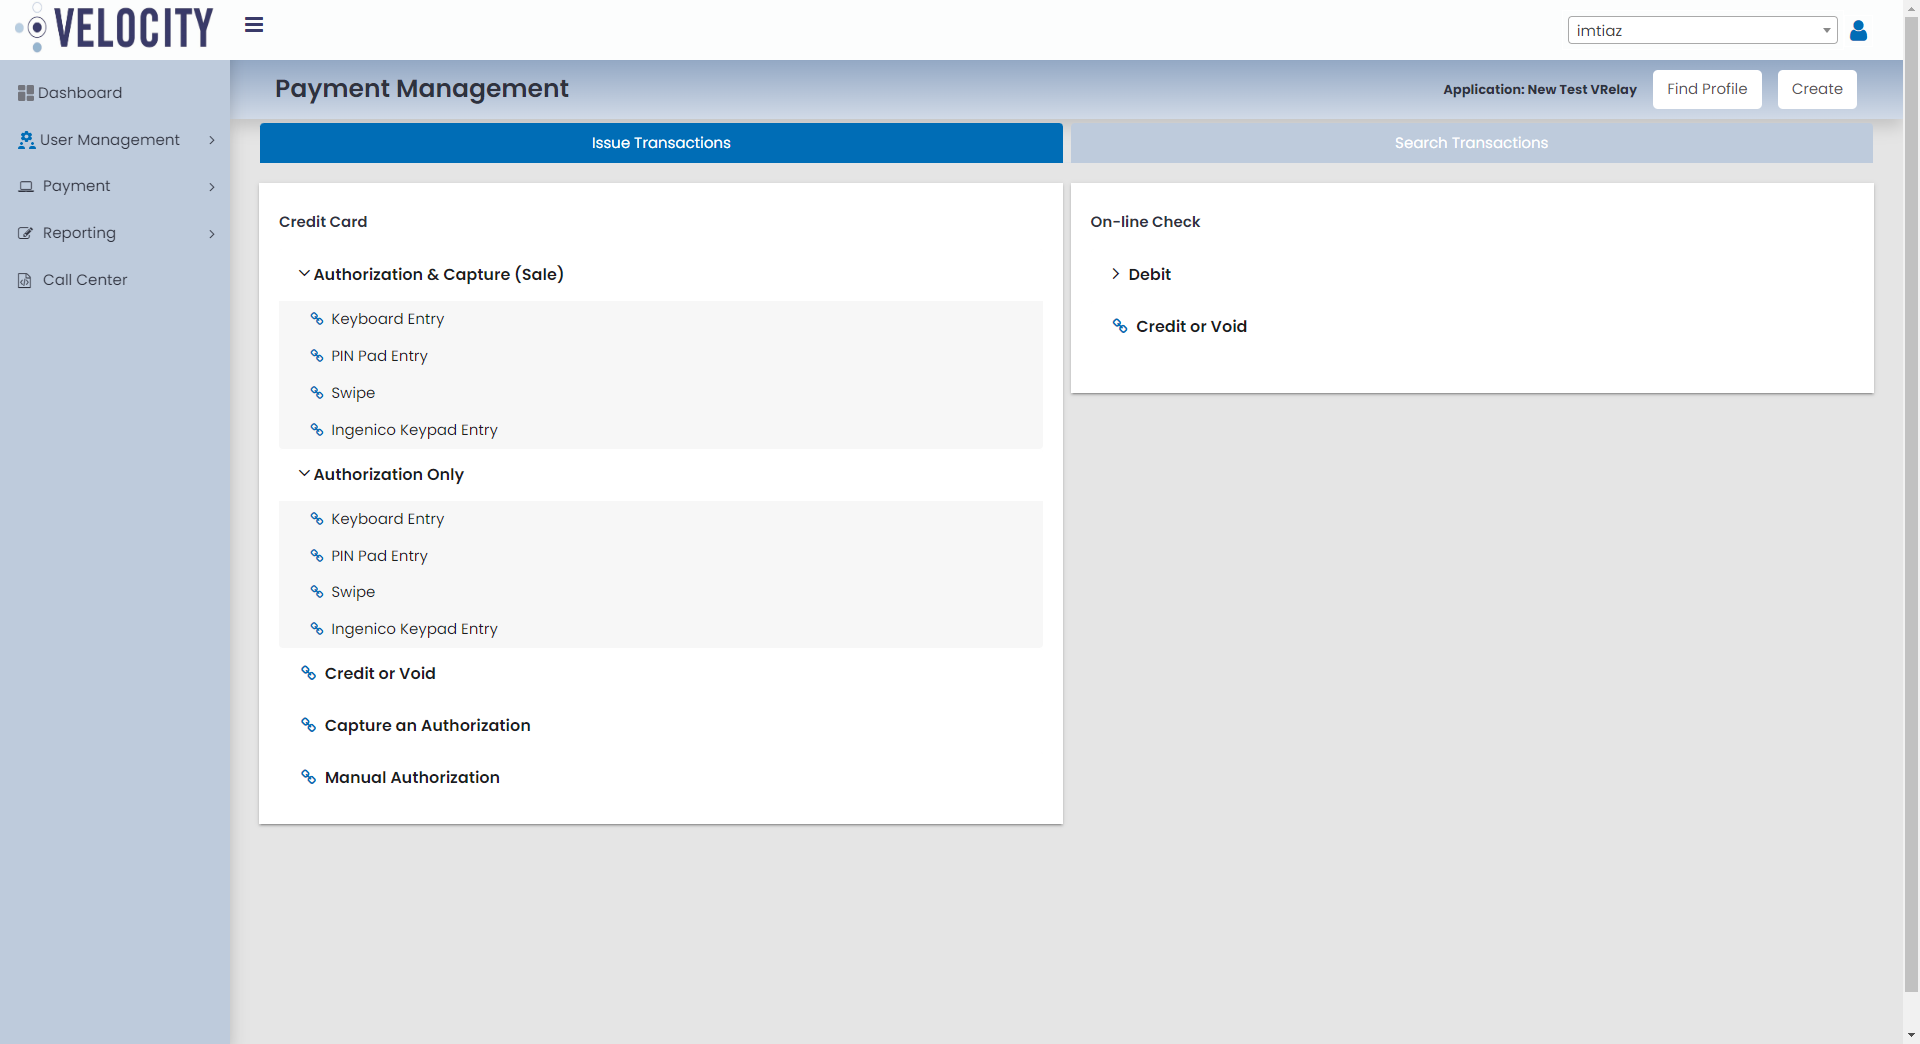 VELOCITY
imtiaz
Dashboard
User Management
Payment
Reporting
Call Center
Payment Management
Application: New Test VRelay
Find Profile
Create
Issue Transactions
Search Transactions
Credit Card
Authorization & Capture (Sale)
Keyboard Entry
PIN Pad Entry
Swipe
Ingenico Keypad Entry
Authorization Only
Keyboard Entry
PIN Pad Entry
Swipe
Ingenico Keypad Entry
Credit or Void
Capture an Authorization
Manual Authorization
On-line Check
Debit
Credit or Void